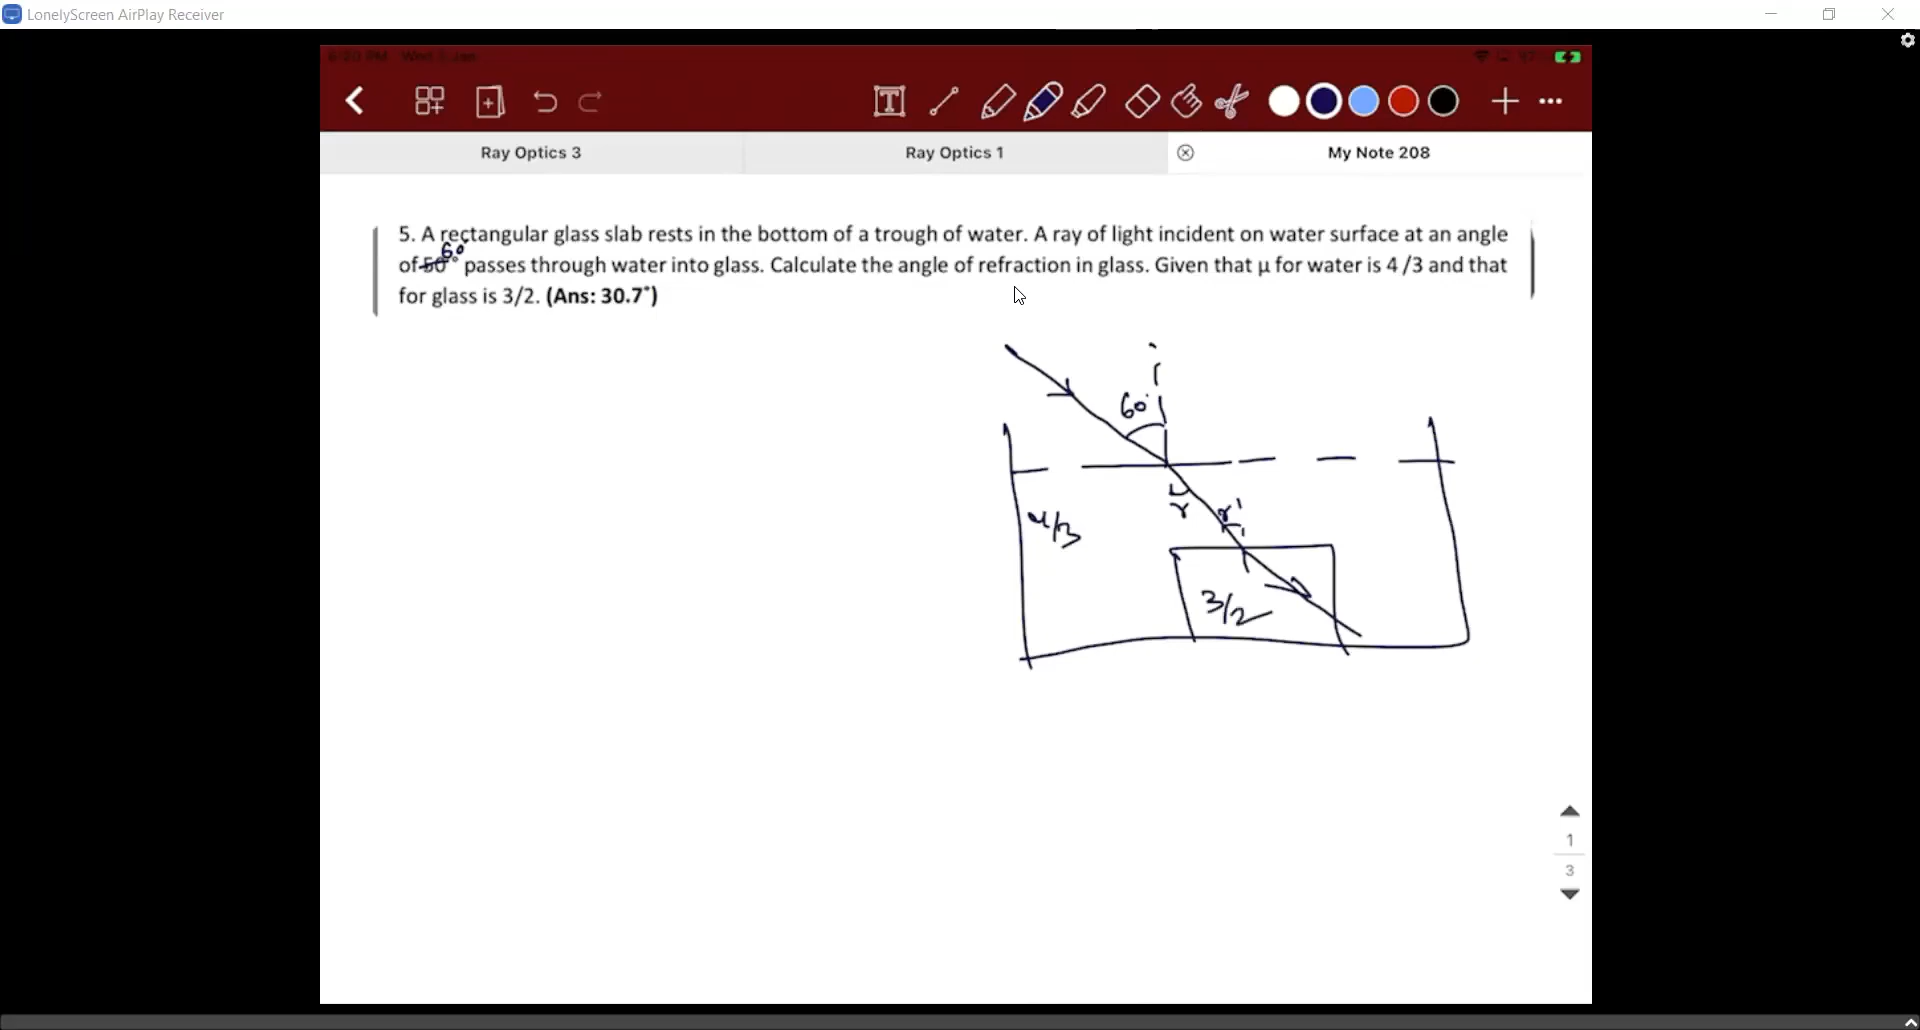 LonelyScreen AirPlay Receiver
Ray Optics 3
Ray Optics 1
My Note 208
5. A rectangular glass slab rests in the bottom of a trough of water. A ray of light incident on water surface at an angle
60°
of 50° passes through water into glass. Calculate the angle of refraction in glass. Given that μ for water is 4 /3 and that
for glass is 3/2. (Ans: 30.7°)
i
60°
r
r'
4/3
3/2
1
3